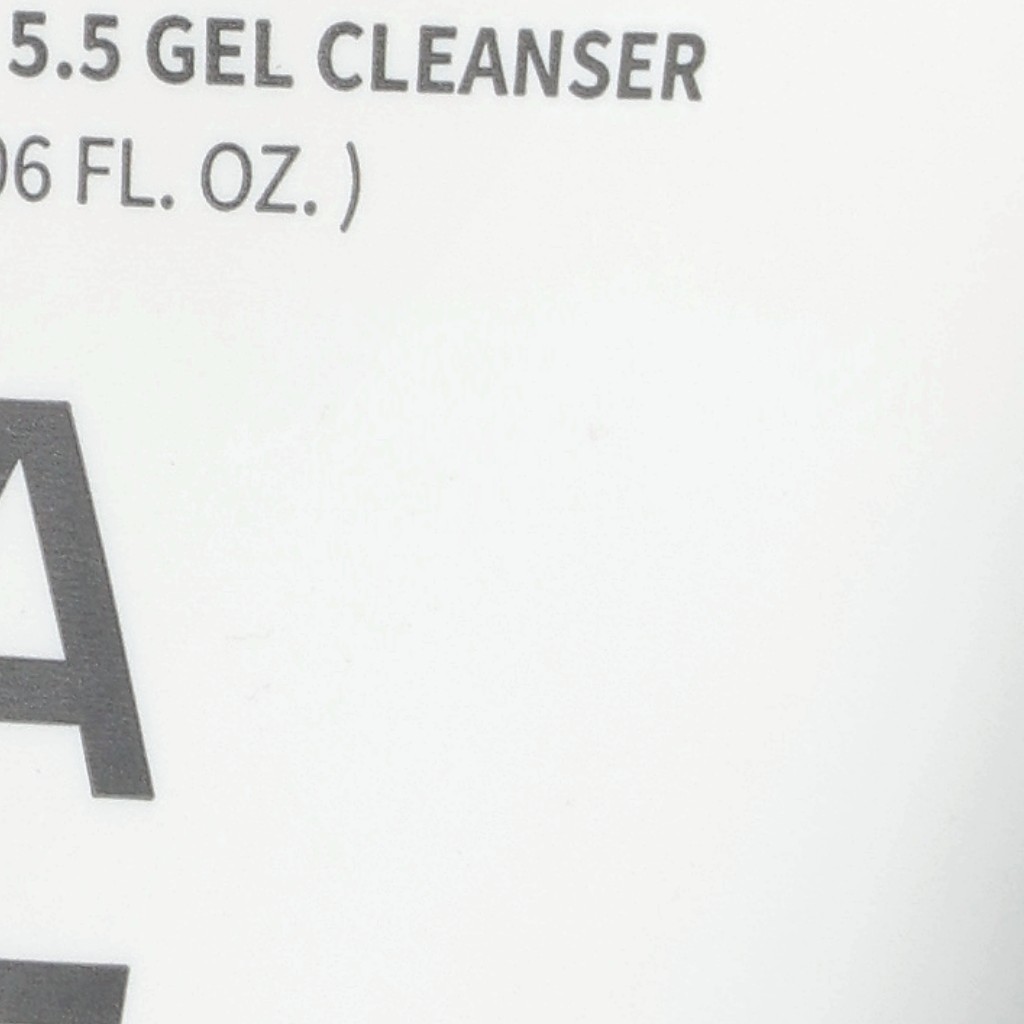 5.5 GEL CLEANSER
06 FL. OZ. )
A